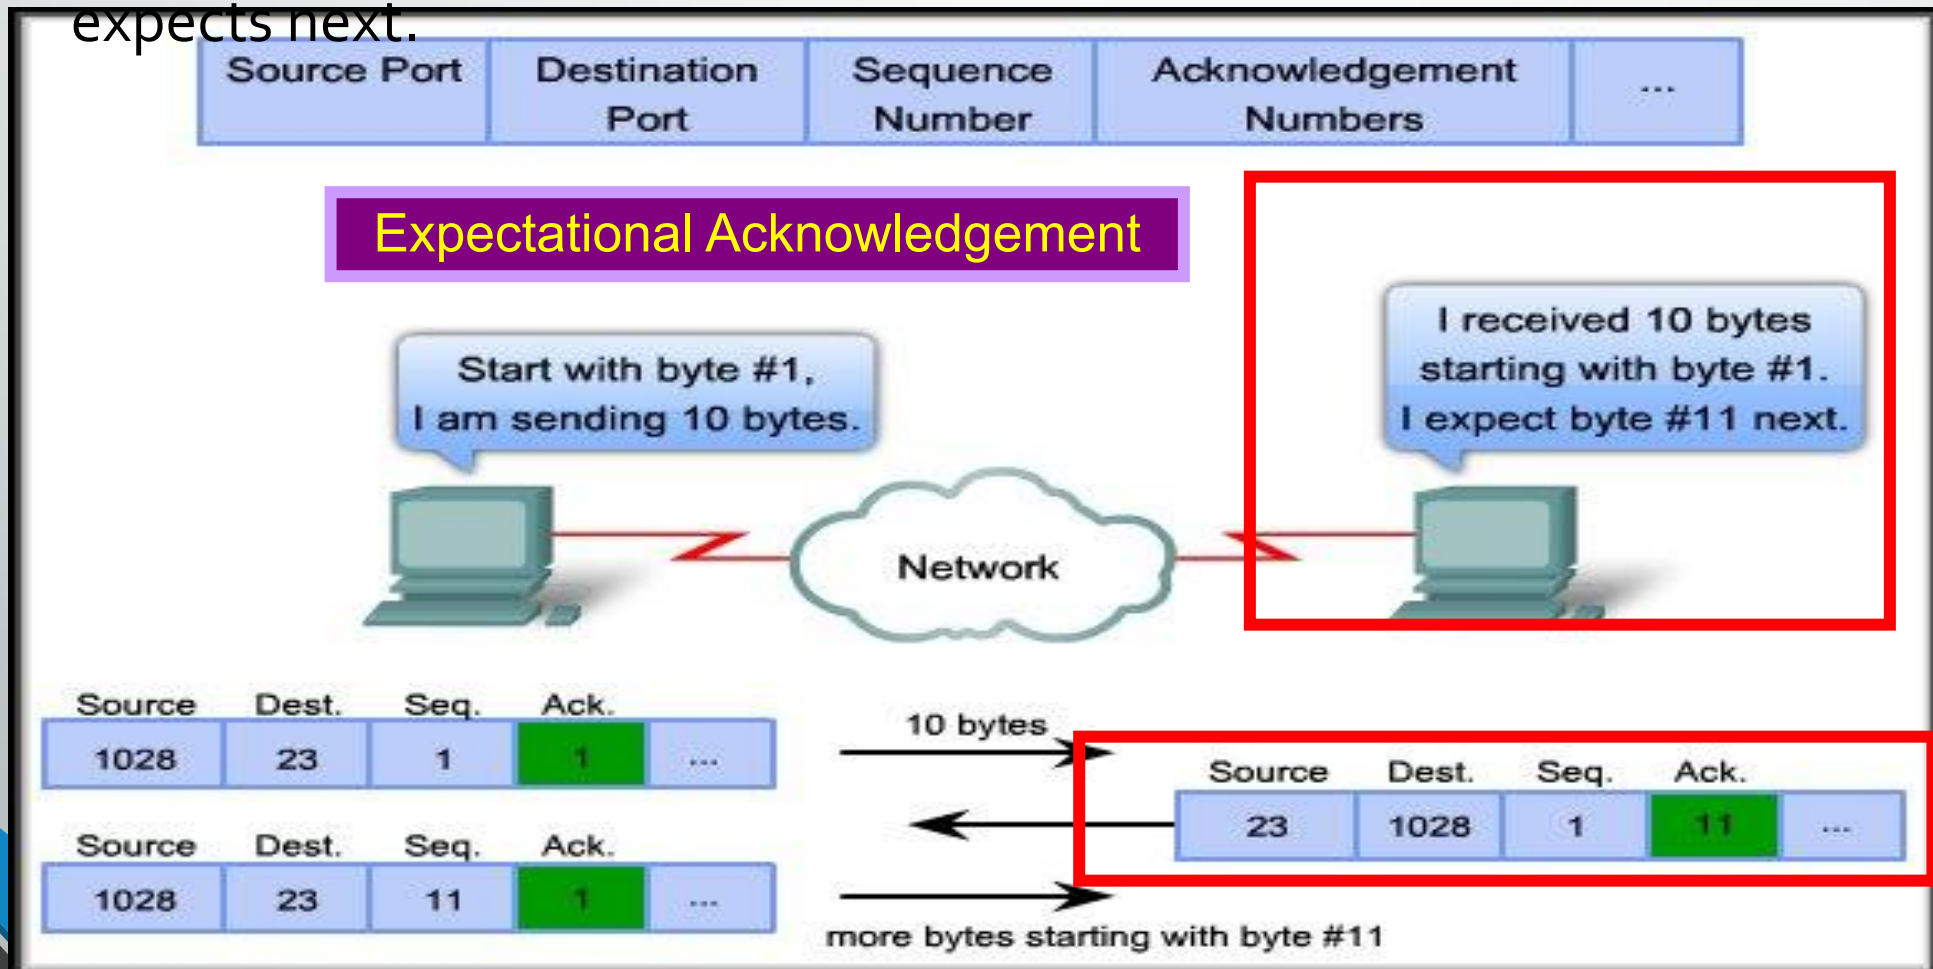 expects next.
Source Port Destination Port Sequence Number Acknowledgement Numbers ...
Expectational Acknowledgement
Start with byte #1,
I am sending 10 bytes.
I received 10 bytes
starting with byte #1.
I expect byte #11 next.
Network
Source Dest. Seq. Ack.
1028 23 1 1 ...
10 bytes
Source Dest. Seq. Ack.
23 1028 1 11 ...
Source Dest. Seq. Ack.
1028 23 11 1 ...
more bytes starting with byte #11